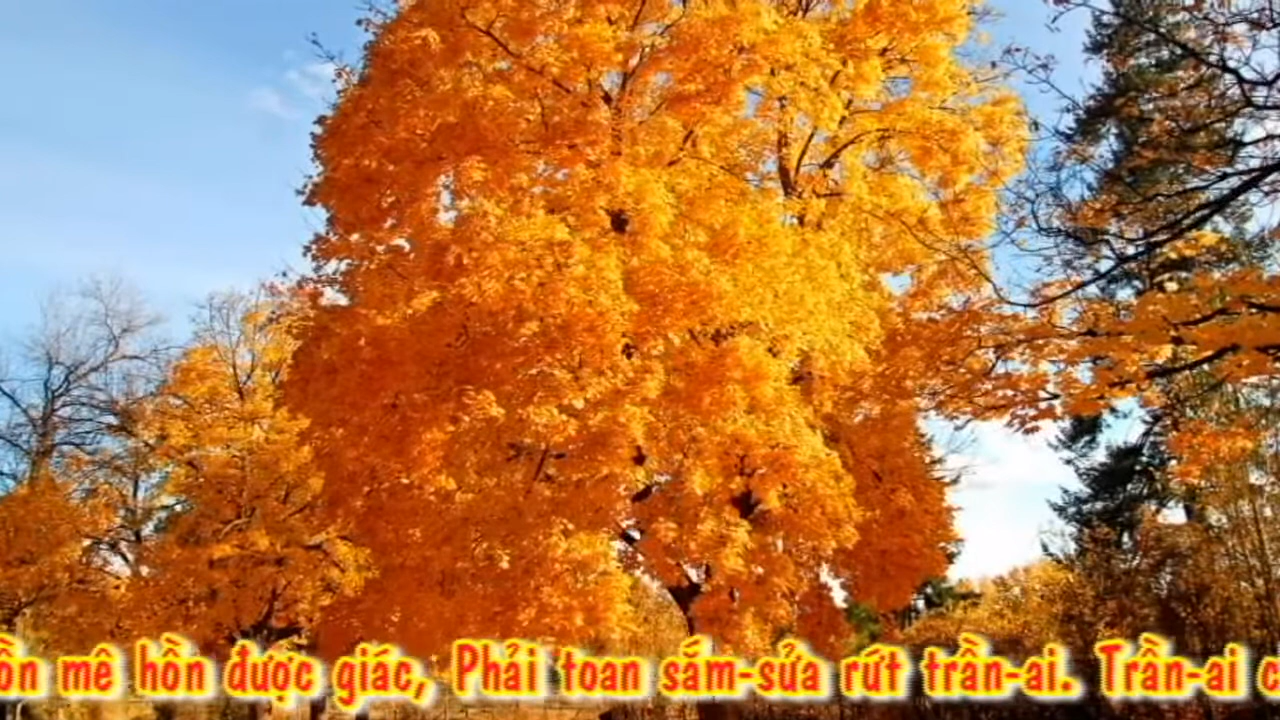 mê hồn được giác, Phải toan sắm-sửa rứt trần-ai. Trần-ai